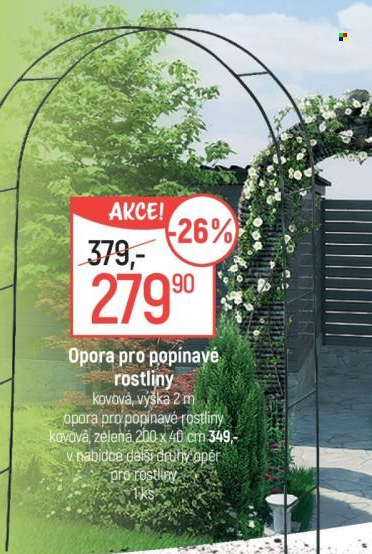 AKCE!
-26%
379,-
279 90
Opora pro popínavé
rostliny
kovová, výška 2 m
opora pro popínavé rostliny
kovová, zelená 200 x 40 cm 349,-
v nabídce další druhy opěr
pro rostliny
1 ks